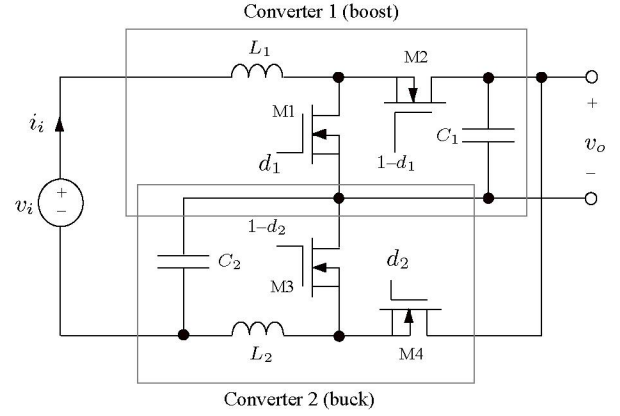 Converter 1 (boost)
L₁
M2
M1
i_i
d₁
1–d₁
C₁
+
v_o
–
v_i
+
–
1–d₂
d₂
C₂
M3
L₂
M4
Converter 2 (buck)